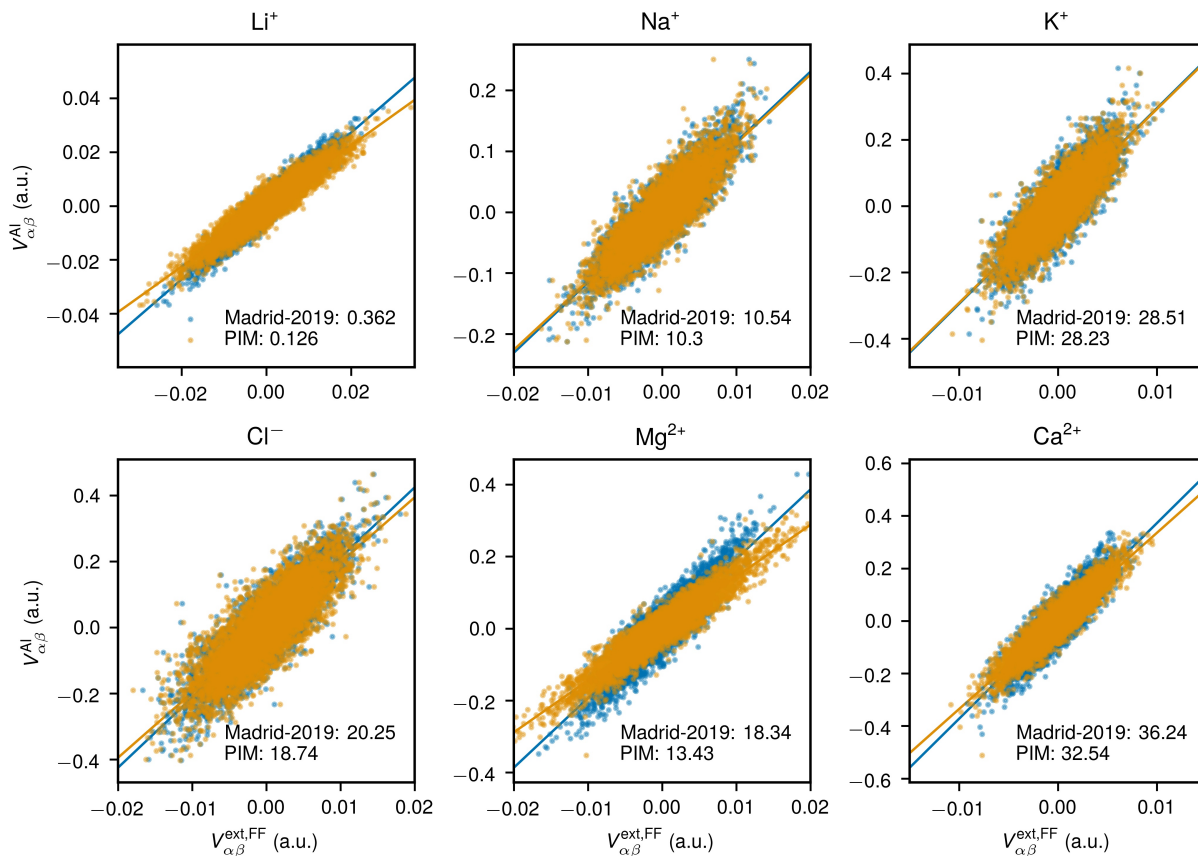 Li⁺
Na⁺
K⁺
V^AI_αβ (a.u.)
0.04
0.02
0.00
−0.02
−0.04
Madrid-2019: 0.362
PIM: 0.126
−0.02
0.00
0.02
0.2
0.1
0.0
−0.1
−0.2
Madrid-2019: 10.54
PIM: 10.3
−0.02
−0.01
0.00
0.01
0.02
0.4
0.2
0.0
−0.2
−0.4
Madrid-2019: 28.51
PIM: 28.23
−0.01
0.00
0.01
Cl⁻
Mg²⁺
Ca²⁺
V^AI_αβ (a.u.)
0.4
0.2
0.0
−0.2
−0.4
Madrid-2019: 20.25
PIM: 18.74
−0.02
−0.01
0.00
0.01
0.02
V^ext,FF_αβ (a.u.)
0.4
0.2
0.0
−0.2
−0.4
Madrid-2019: 18.34
PIM: 13.43
−0.02
−0.01
0.00
0.01
0.02
V^ext,FF_αβ (a.u.)
0.6
0.4
0.2
0.0
−0.2
−0.4
−0.6
Madrid-2019: 36.24
PIM: 32.54
−0.01
0.00
0.01
V^ext,FF_αβ (a.u.)